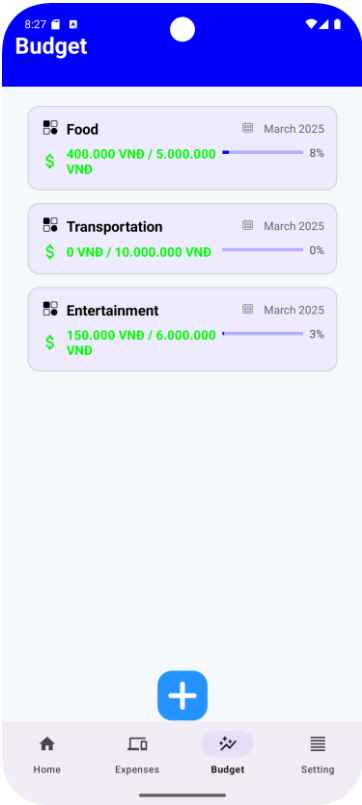 8:27
Budget
Food
March 2025
$ 400.000 VNĐ / 5.000.000
VNĐ
8%
Transportation
March 2025
$ 0 VNĐ / 10.000.000 VNĐ
0%
Entertainment
March 2025
$ 150.000 VNĐ / 6.000.000
VNĐ
3%
Home
Expenses
Budget
Setting